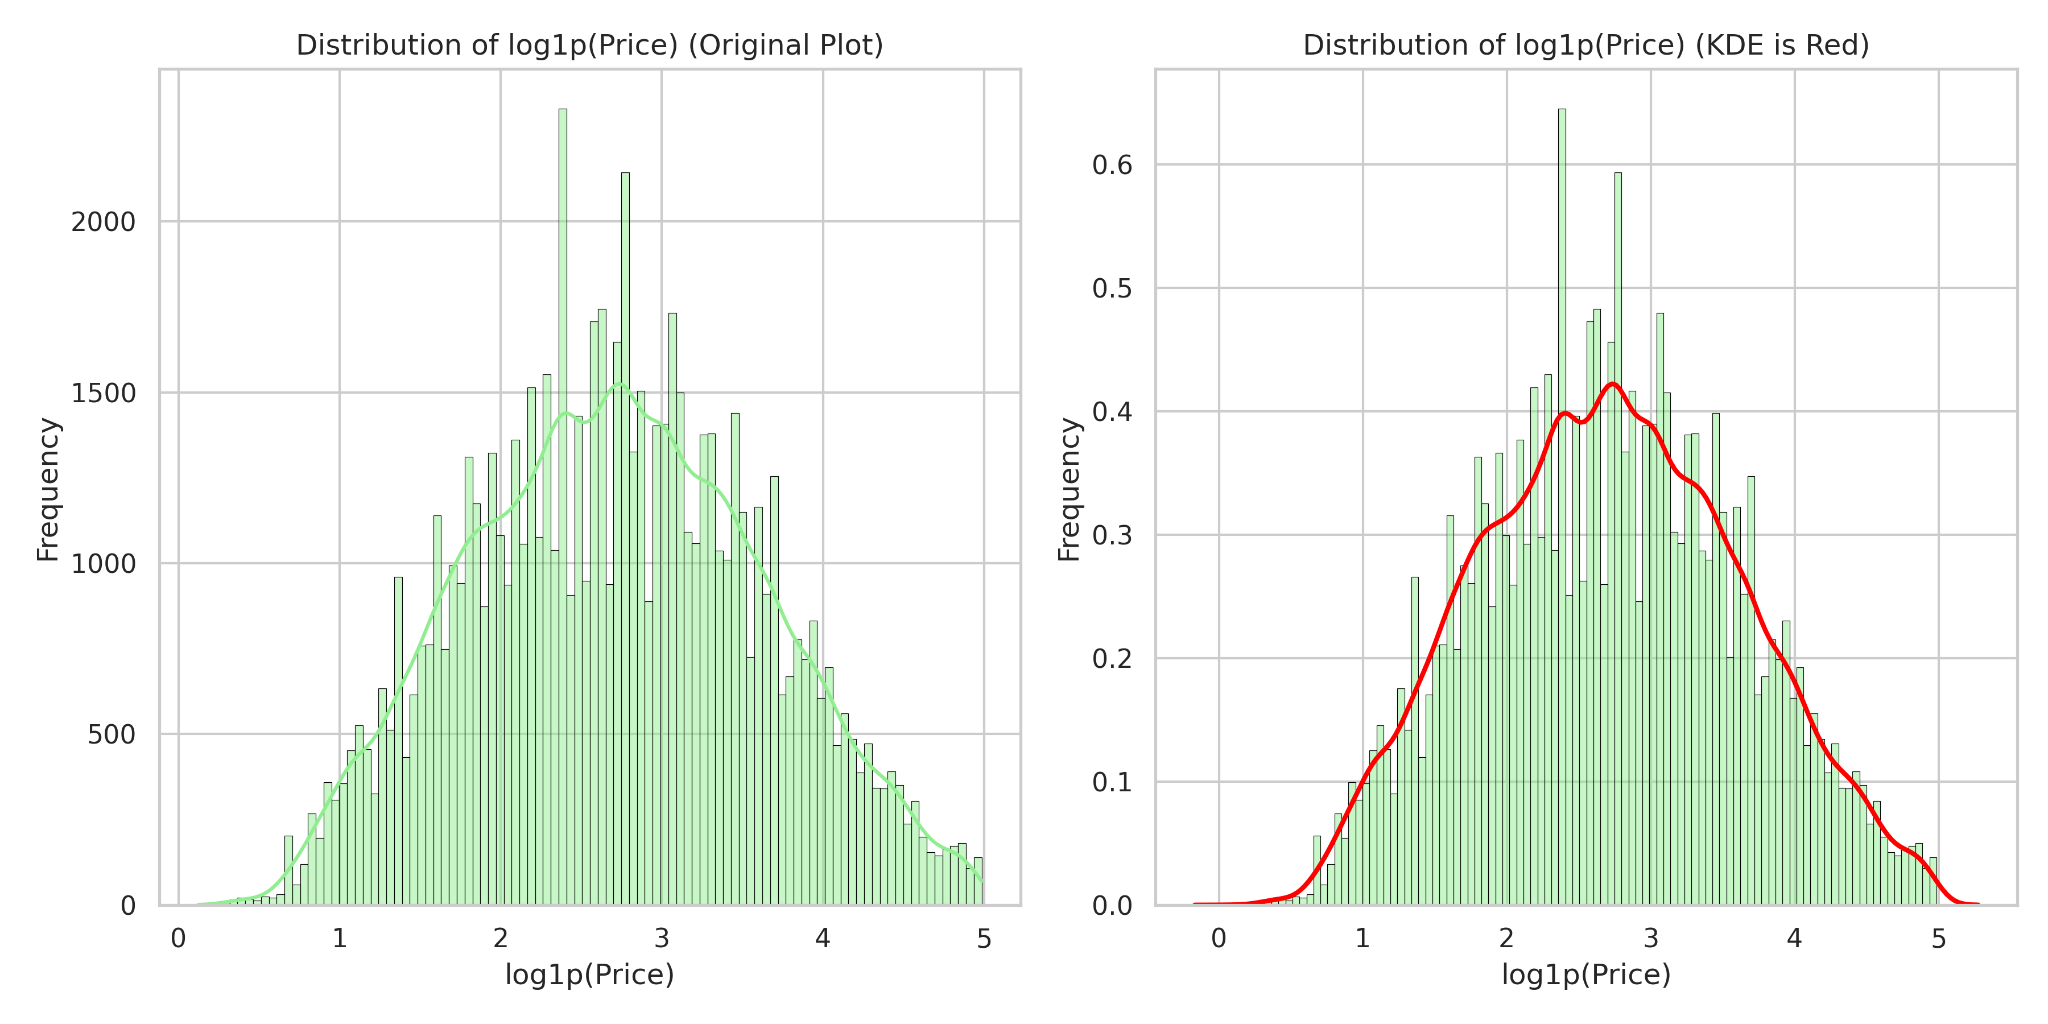 Distribution of log1p(Price) (Original Plot)
Frequency
2000
1500
1000
500
0
0 1 2 3 4 5
log1p(Price)
Distribution of log1p(Price) (KDE is Red)
Frequency
0.6
0.5
0.4
0.3
0.2
0.1
0.0
0 1 2 3 4 5
log1p(Price)